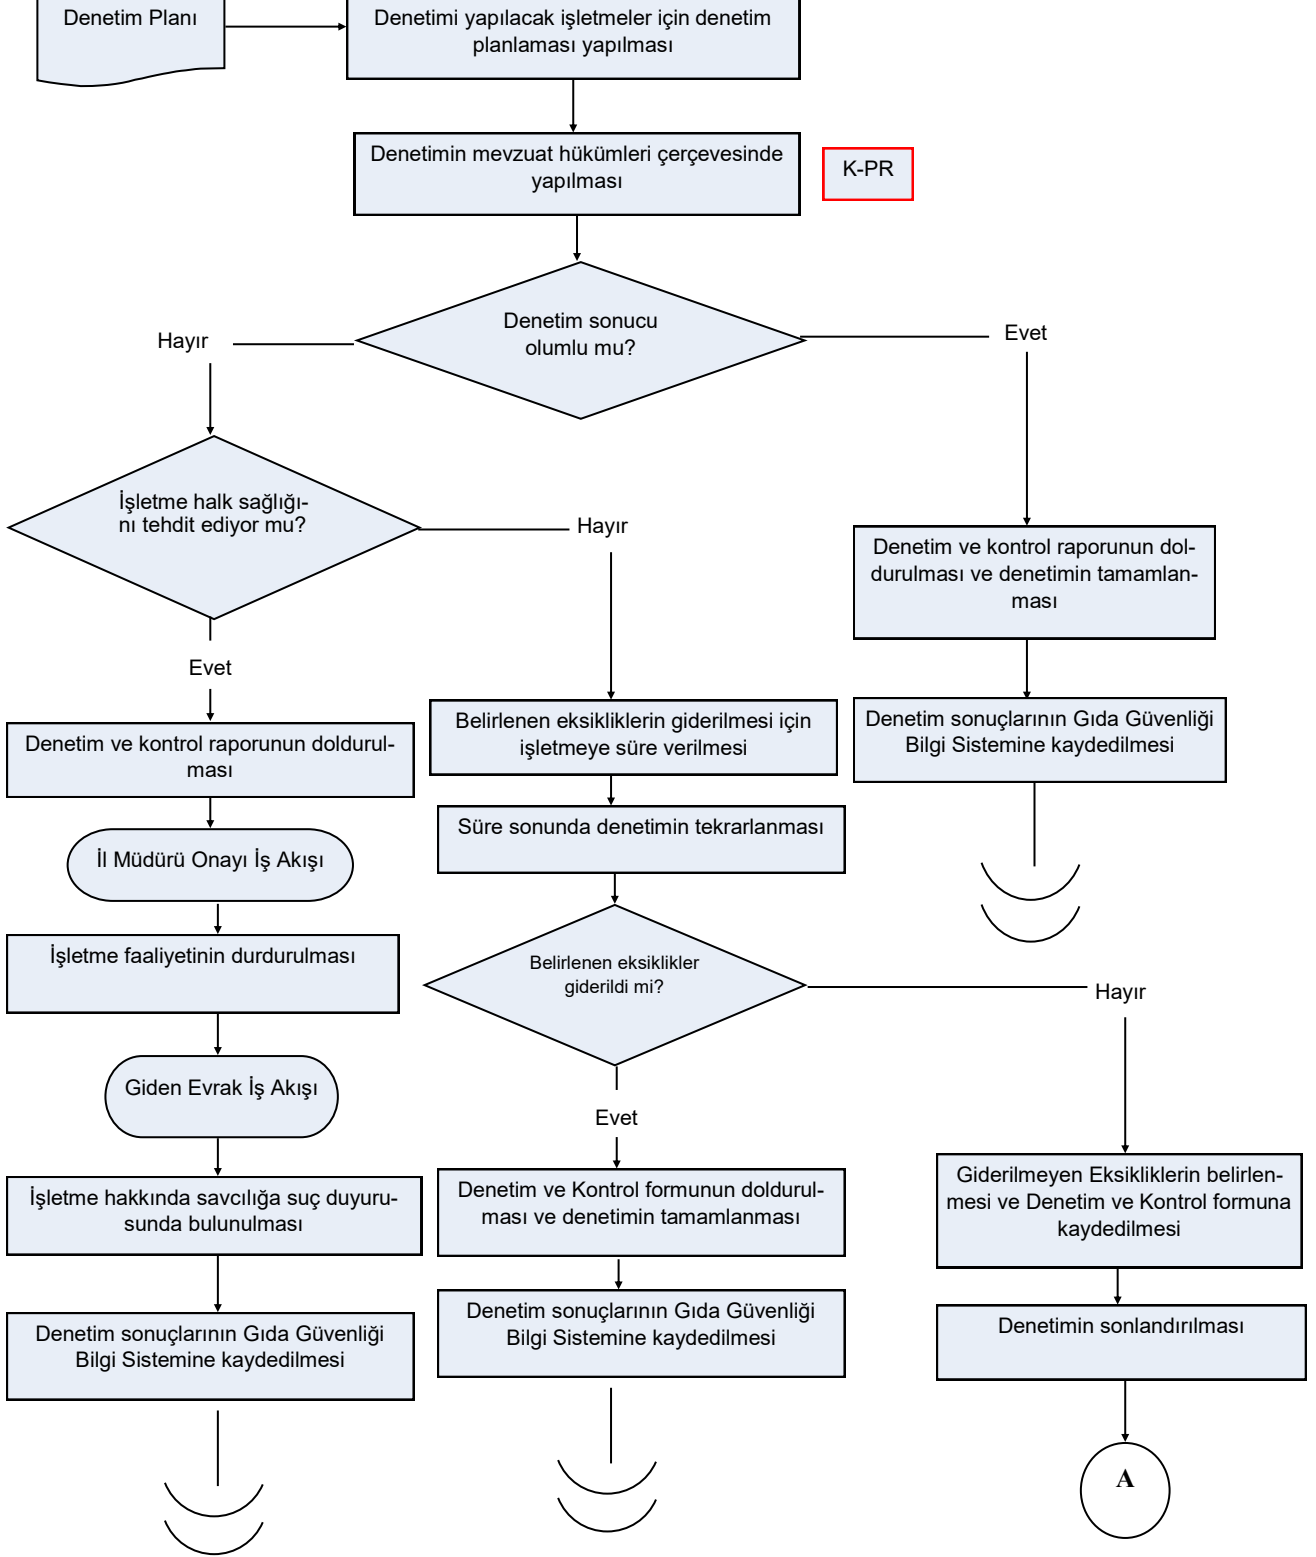 Denetim Planı
Denetimi yapılacak işletmeler için denetim
planlaması yapılması
Denetimin mevzuat hükümleri çerçevesinde
yapılması
K-PR
Denetim sonucu
olumlu mu?
Hayır
Evet
İşletme halk sağlığı-
nı tehdit ediyor mu?
Hayır
Denetim ve kontrol raporunun dol-
durulması ve denetimin tamamlan-
ması
Evet
Belirlenen eksikliklerin giderilmesi için
işletmeye süre verilmesi
Denetim sonuçlarının Gıda Güvenliği
Bilgi Sistemine kaydedilmesi
Denetim ve kontrol raporunun doldurul-
ması
Süre sonunda denetimin tekrarlanması
İl Müdürü Onayı İş Akışı
İşletme faaliyetinin durdurulması
Belirlenen eksiklikler
giderildi mi?
Hayır
Giden Evrak İş Akışı
Evet
İşletme hakkında savcılığa suç duyuru-
sunda bulunulması
Denetim ve Kontrol formunun doldurul-
ması ve denetimin tamamlanması
Giderilmeyen Eksikliklerin belirlen-
mesi ve Denetim ve Kontrol formuna
kaydedilmesi
Denetim sonuçlarının Gıda Güvenliği
Bilgi Sistemine kaydedilmesi
Denetim sonuçlarının Gıda Güvenliği
Bilgi Sistemine kaydedilmesi
Denetimin sonlandırılması
A